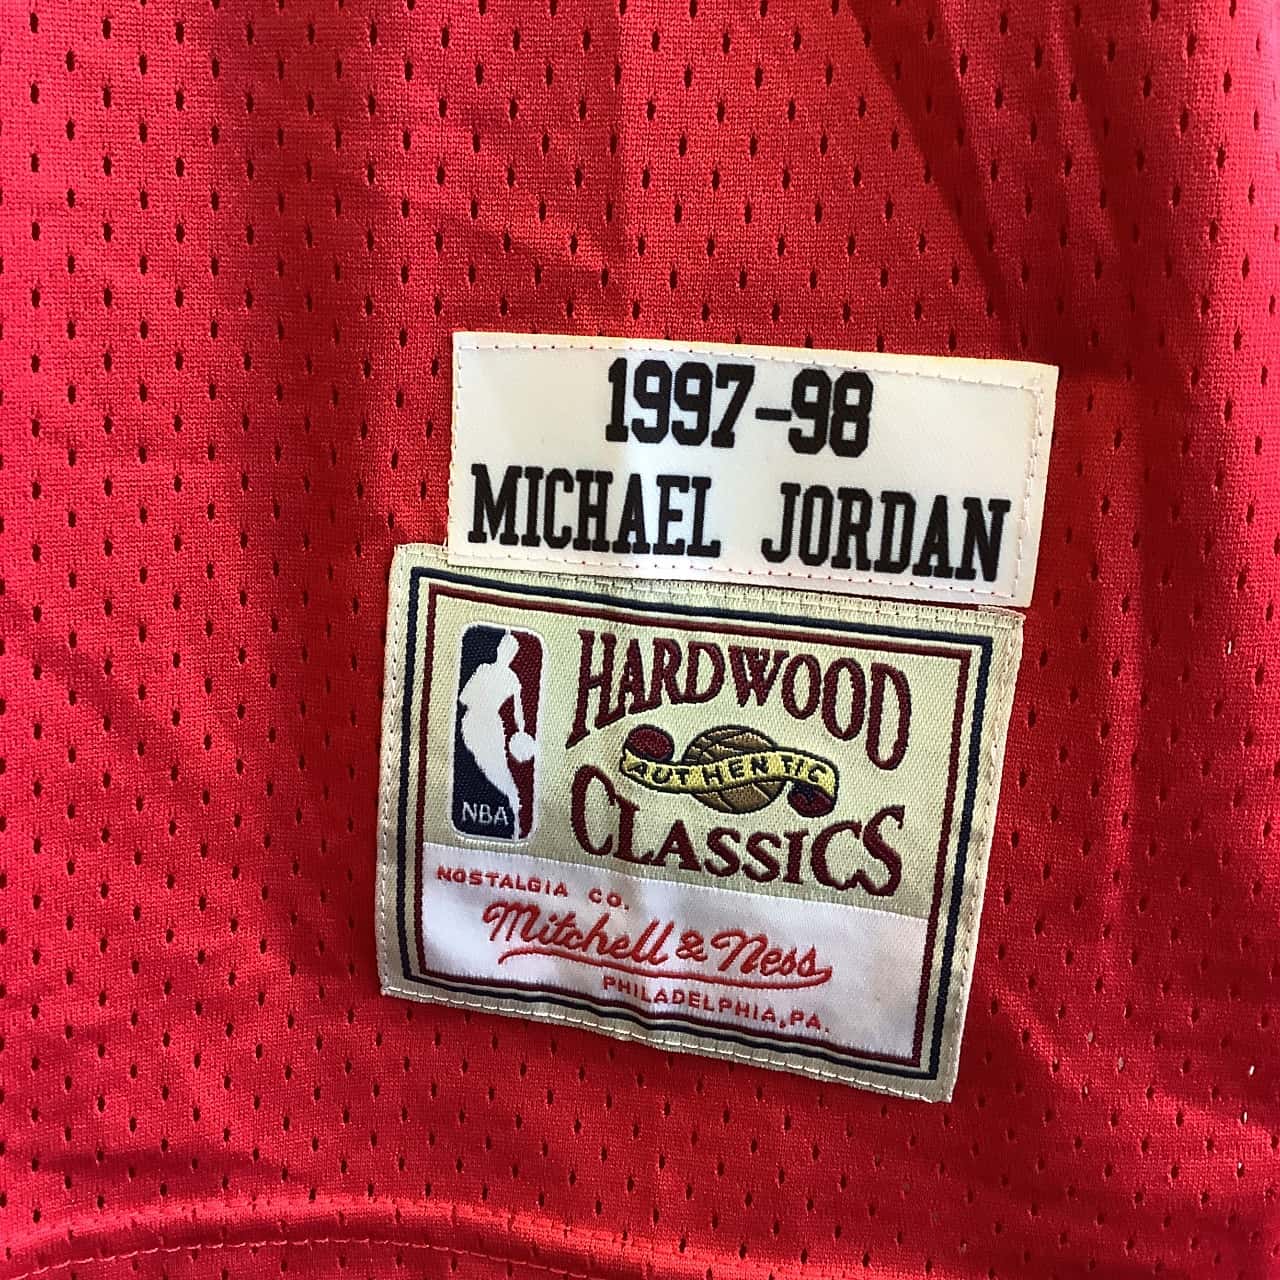 1997-98
MICHAEL JORDAN
HARDWOOD
AUTHENTIC
CLASSICS
NBA
NOSTALGIA CO.
Mitchell & Ness
PHILADELPHIA, PA.